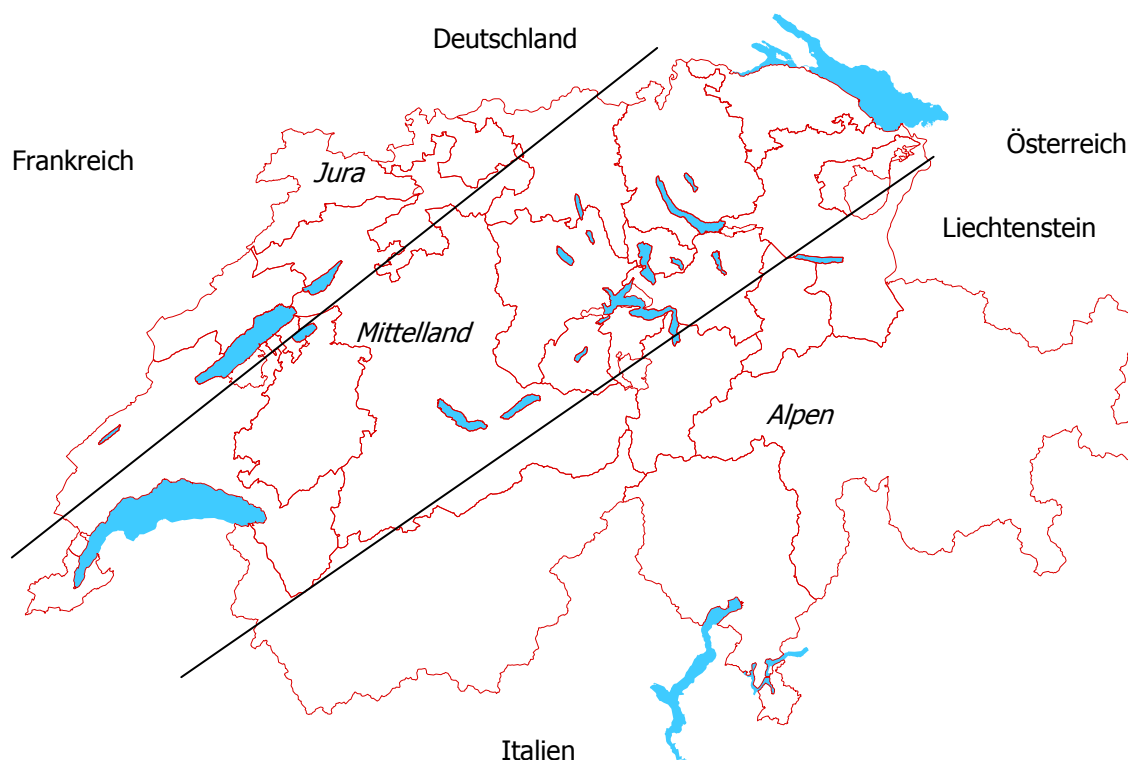 Deutschland
Frankreich
Österreich
Jura
Liechtenstein
Mittelland
Alpen
Italien